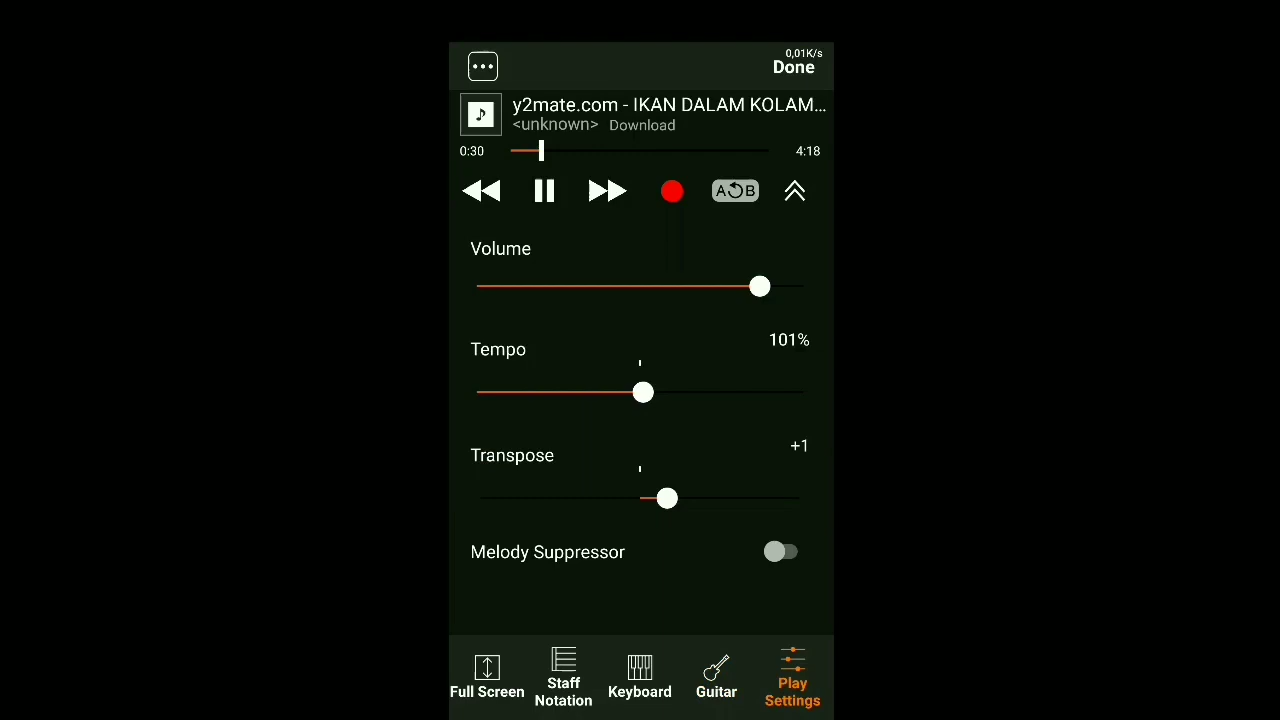 0,01K/s
Done
y2mate.com - IKAN DALAM KOLAM...
<unknown> Download
0:30
4:18
A B
Volume
Tempo
101%
Transpose
+1
Melody Suppressor
Full Screen
Staff
Notation
Keyboard
Guitar
Play
Settings